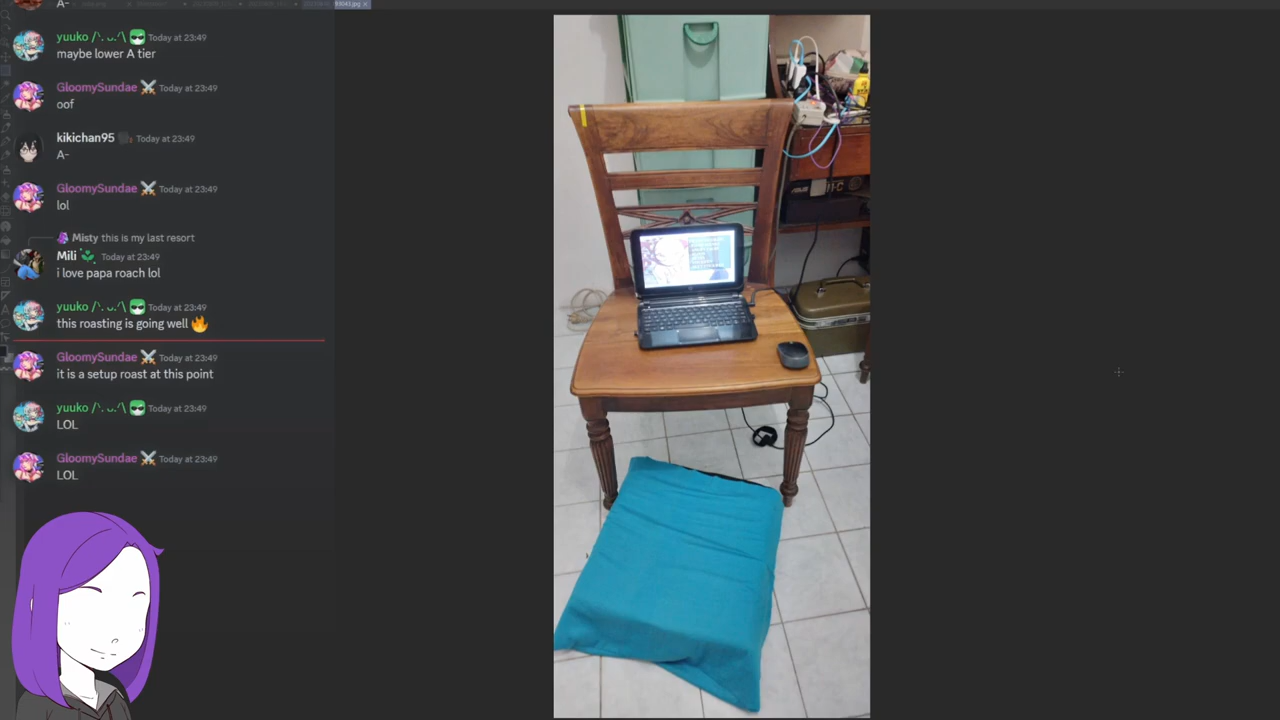 A-
yuuko /'. ᴗ.'\ Today at 23:49
maybe lower A tier
GloomySundae Today at 23:49
oof
kikichan95 Today at 23:49
A-
GloomySundae Today at 23:49
lol
Misty this is my last resort
Mili Today at 23:49
i love papa roach lol
yuuko /'. ᴗ.'\ Today at 23:49
this roasting is going well 🔥
GloomySundae Today at 23:49
it is a setup roast at this point
yuuko /'. ᴗ.'\ Today at 23:49
LOL
GloomySundae Today at 23:49
LOL